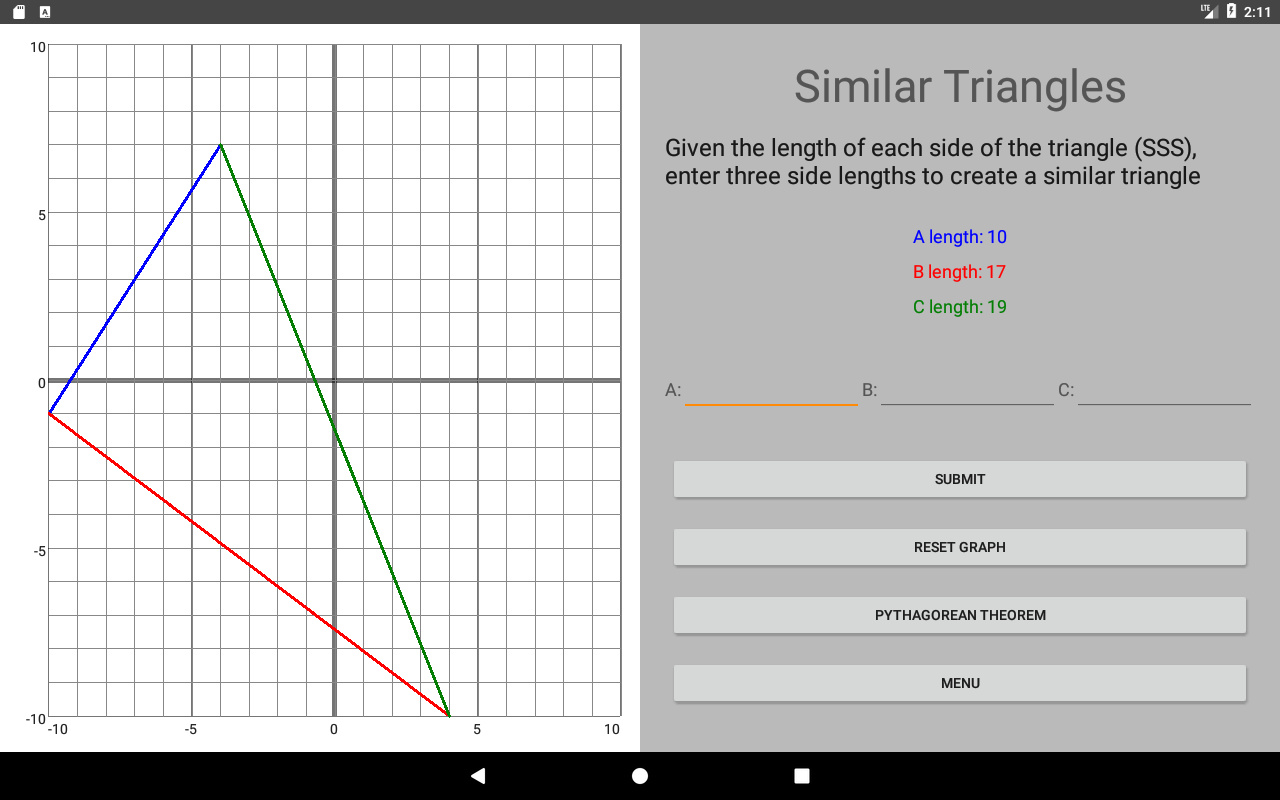 LTE 2:11
10
5
0
-5
-10
-10 -5 0 5 10
Similar Triangles
Given the length of each side of the triangle (SSS),
enter three side lengths to create a similar triangle
A length: 10
B length: 17
C length: 19
A: B: C:
SUBMIT
RESET GRAPH
PYTHAGOREAN THEOREM
MENU